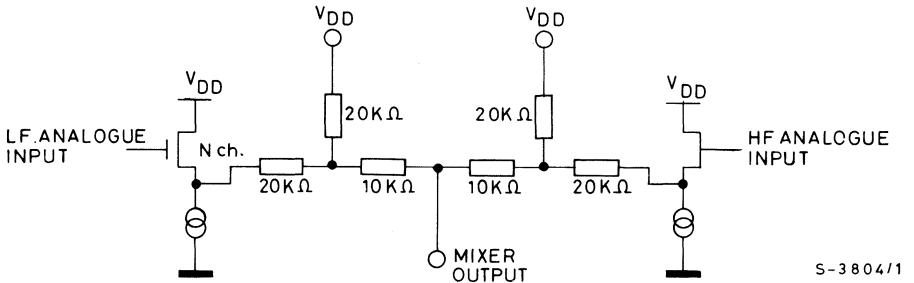 VDD
VDD
VDD
VDD
20KΩ
20KΩ
LF.ANALOGUE
INPUT
N ch.
HF ANALOGUE
INPUT
20KΩ
10KΩ
10KΩ
20KΩ
MIXER
OUTPUT
S-3804/1